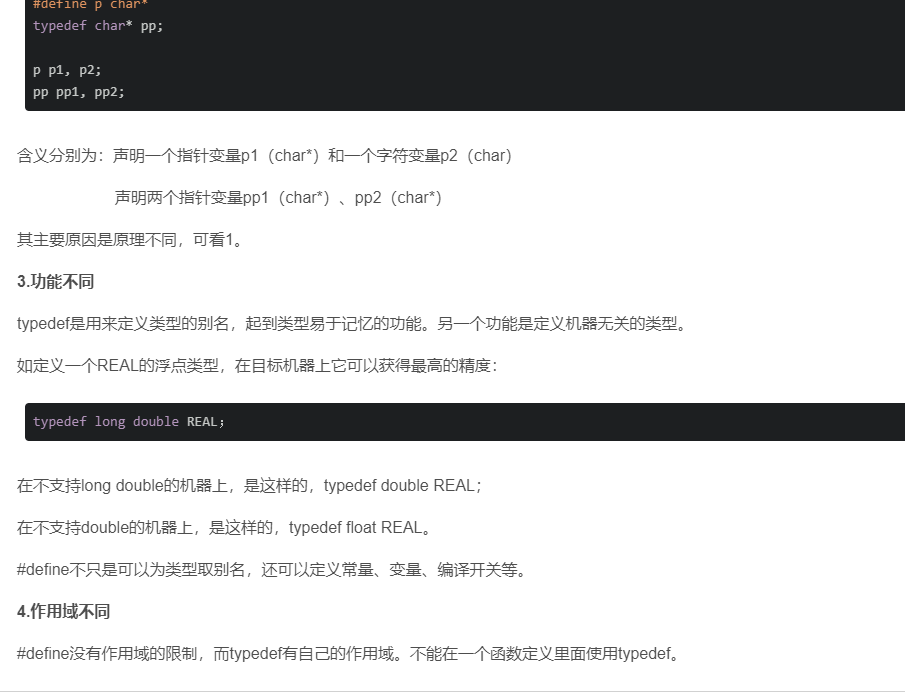 #define p char*
typedef char* pp;
p p1, p2;
pp pp1, pp2;
含义分别为：声明一个指针变量p1（char*）和一个字符变量p2（char）
声明两个指针变量pp1（char*）、pp2（char*）
其主要原因是原理不同，可看1。
3.功能不同
typedef是用来定义类型的别名，起到类型易于记忆的功能。另一个功能是定义机器无关的类型。
如定义一个REAL的浮点类型，在目标机器上它可以获得最高的精度：
typedef long double REAL;
在不支持long double的机器上，是这样的，typedef double REAL；
在不支持double的机器上，是这样的，typedef float REAL。
#define不只是可以为类型取别名，还可以定义常量、变量、编译开关等。
4.作用域不同
#define没有作用域的限制，而typedef有自己的作用域。不能在一个函数定义里面使用typedef。